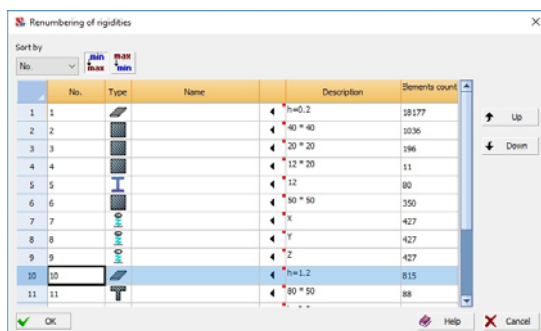 Renumbering of rigidities
Sort by
No.
min max
max min
No. Type Name Description Elements count
1 1 h=0.2 18177
2 2 40 * 40 1036
3 3 20 * 20 196
4 4 12 * 20 11
5 5 12 80
6 6 50 * 50 350
7 7 X 427
8 8 Y 427
9 9 Z 427
10 10 h=1.2 815
11 11 80 * 50 88
Up
Down
OK Help Cancel